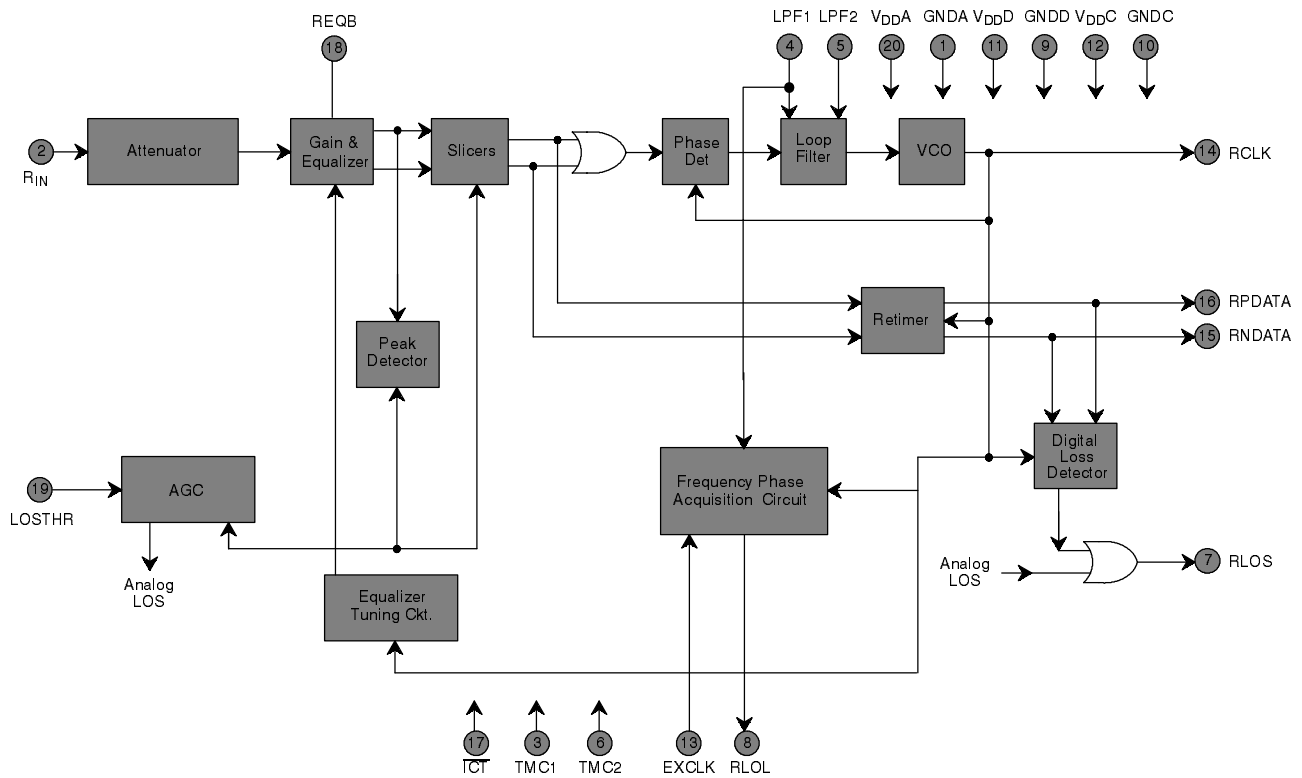 REQB
18
LPF1
4
LPF2
5
VDDA
20
GNDA
1
VDDD
11
GNDD
9
VDDC
12
GNDC
10
2
RIN
Attenuator
Gain &
Equalizer
Slicers
Phase
Det
Loop
Filter
VCO
14
RCLK
Retimer
16
RPDATA
15
RNDATA
Peak
Detector
Digital
Loss
Detector
19
LOSTHR
AGC
Analog
LOS
Frequency Phase
Acquisition Circuit
Analog
LOS
7
RLOS
Equalizer
Tuning Ckt.
17
ICT
3
TMC1
6
TMC2
13
EXCLK
8
RLOL